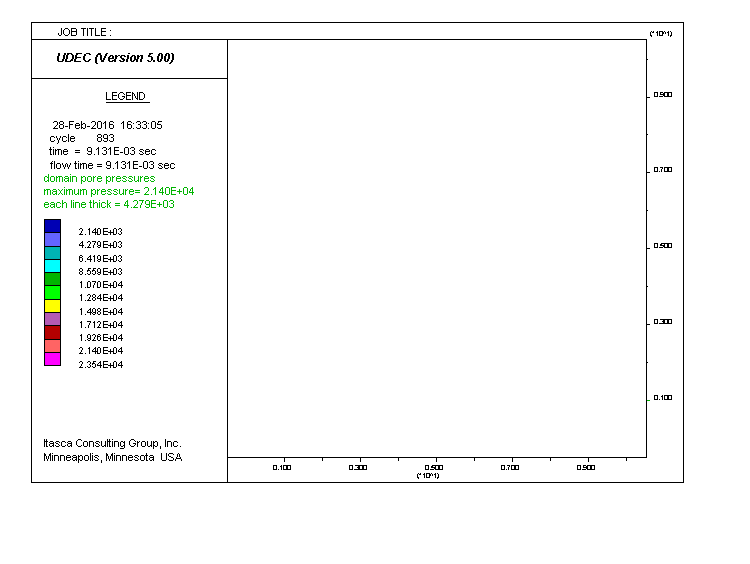 JOB TITLE :
UDEC (Version 5.00)
LEGEND
28-Feb-2016 16:33:05
cycle 893
time = 9.131E-03 sec
flow time = 9.131E-03 sec
domain pore pressures
maximum pressure= 2.140E+04
each line thick = 4.279E+03
2.140E+03
4.279E+03
6.419E+03
8.559E+03
1.070E+04
1.284E+04
1.498E+04
1.712E+04
1.926E+04
2.140E+04
2.354E+04
Itasca Consulting Group, Inc.
Minneapolis, Minnesota USA
(*10^1)
0.900
0.700
0.500
0.300
0.100
0.100 0.300 0.500 0.700 0.900
(*10^1)